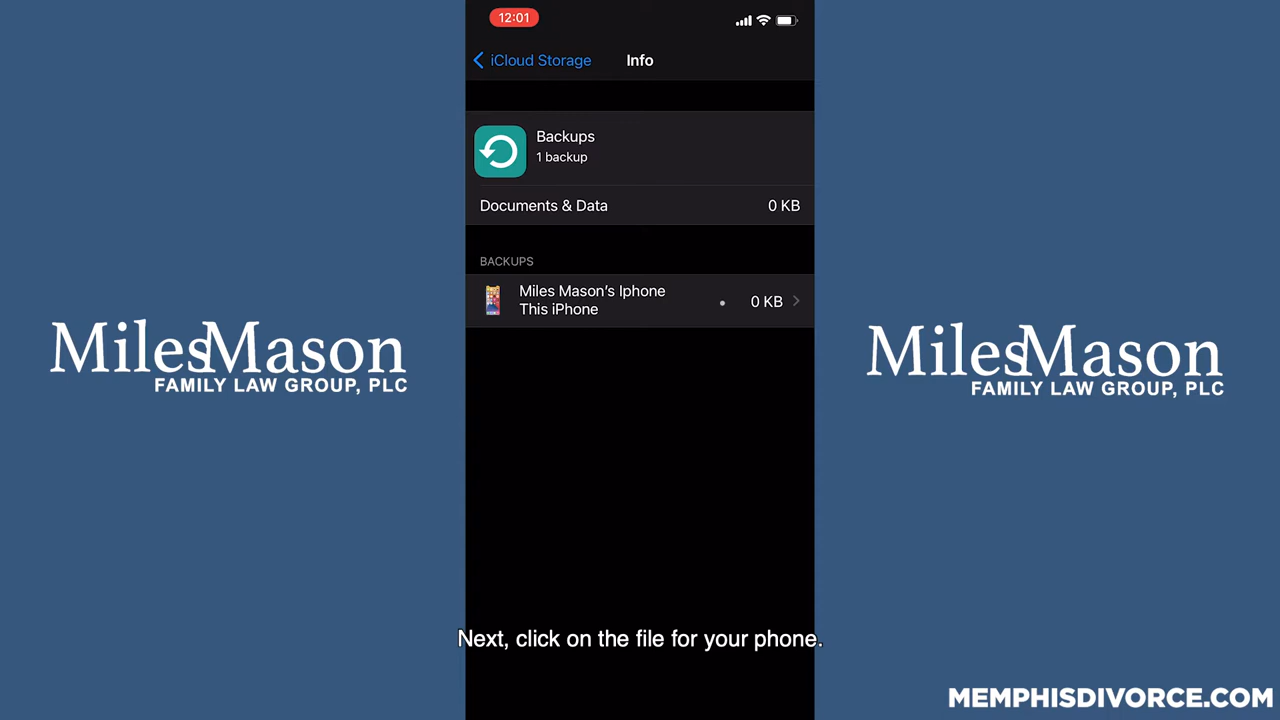 12:01
iCloud Storage
Info
Backups
1 backup
Documents & Data
0 KB
BACKUPS
Miles Mason's Iphone
This iPhone
0 KB
MilesMason
FAMILY LAW GROUP, PLC
MilesMason
FAMILY LAW GROUP, PLC
Next, click on the file for your phone.
MEMPHISDIVORCE.COM